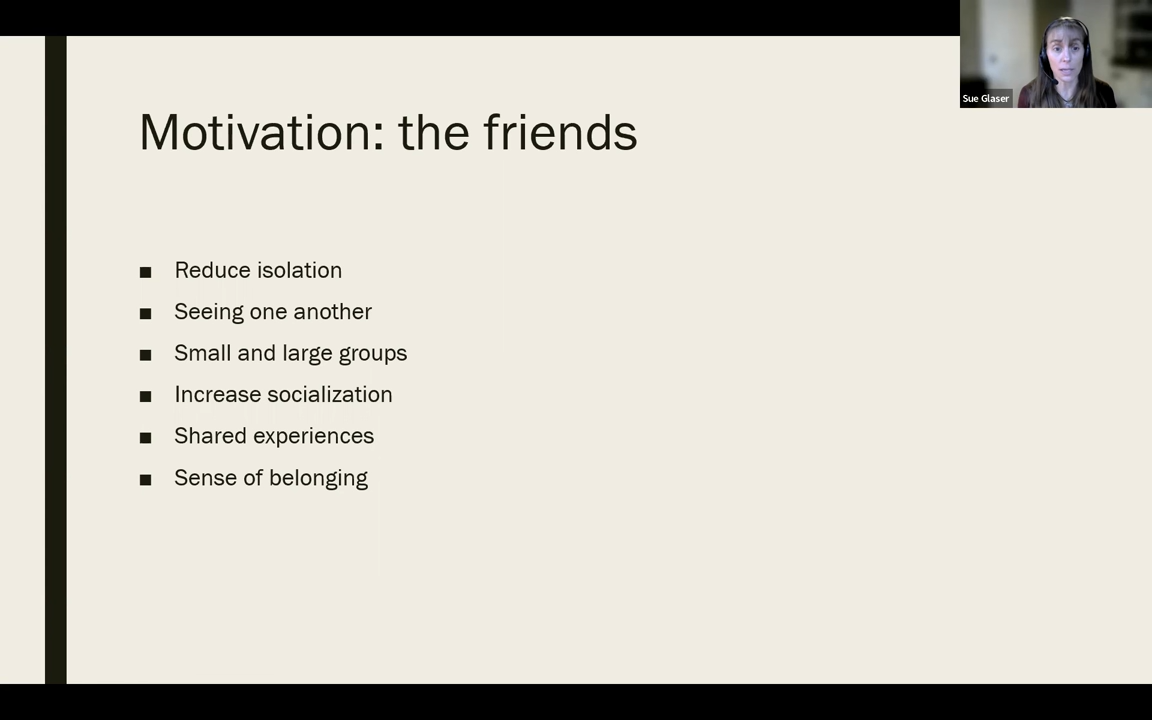 Sue Glaser
Motivation: the friends
■ Reduce isolation
■ Seeing one another
■ Small and large groups
■ Increase socialization
■ Shared experiences
■ Sense of belonging